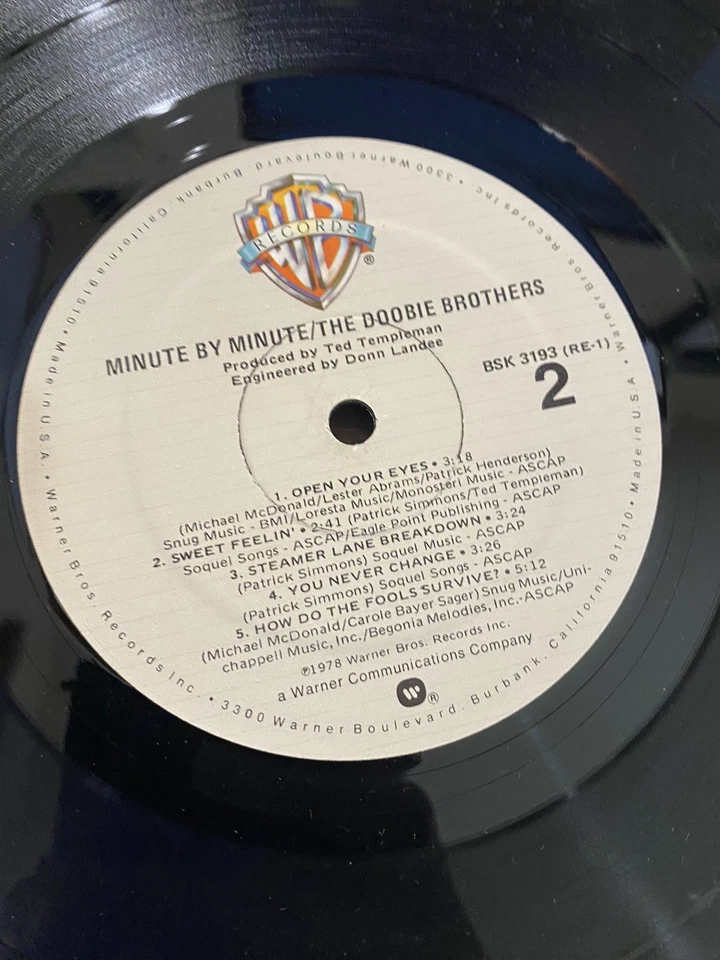 WB
RECORDS
®
MINUTE BY MINUTE/THE DOOBIE BROTHERS
Produced by Ted Templeman
Engineered by Donn Landee
BSK 3193 (RE-1)
2
1. OPEN YOUR EYES • 3:18
(Michael McDonald/Lester Abrams/Patrick Henderson)
Snug Music - BMI/Loresta Music/Monosteri Music - ASCAP
2. SWEET FEELIN' • 2:41 (Patrick Simmons/Ted Templeman)
Soquel Songs - ASCAP/Eagle Point Publishing - ASCAP
3. STEAMER LANE BREAKDOWN • 3:24
(Patrick Simmons) Soquel Music - ASCAP
4. YOU NEVER CHANGE • 3:26
(Patrick Simmons) Soquel Songs - ASCAP
5. HOW DO THE FOOLS SURVIVE? • 5:12
(Michael McDonald/Carole Bayer Sager) Snug Music/Uni-
chappell Music, Inc./Begonia Melodies, Inc.-ASCAP
℗1978 Warner Bros. Records Inc.
a Warner Communications Company
®
Warner Bros. Records Inc. • 3300 Warner Boulevard, Burbank, California 91510 • Made in U.S.A. •
Warner Bros. Records Inc. • 3300 Warner Boulevard, Burbank, California 91510 • Made in U.S.A. •